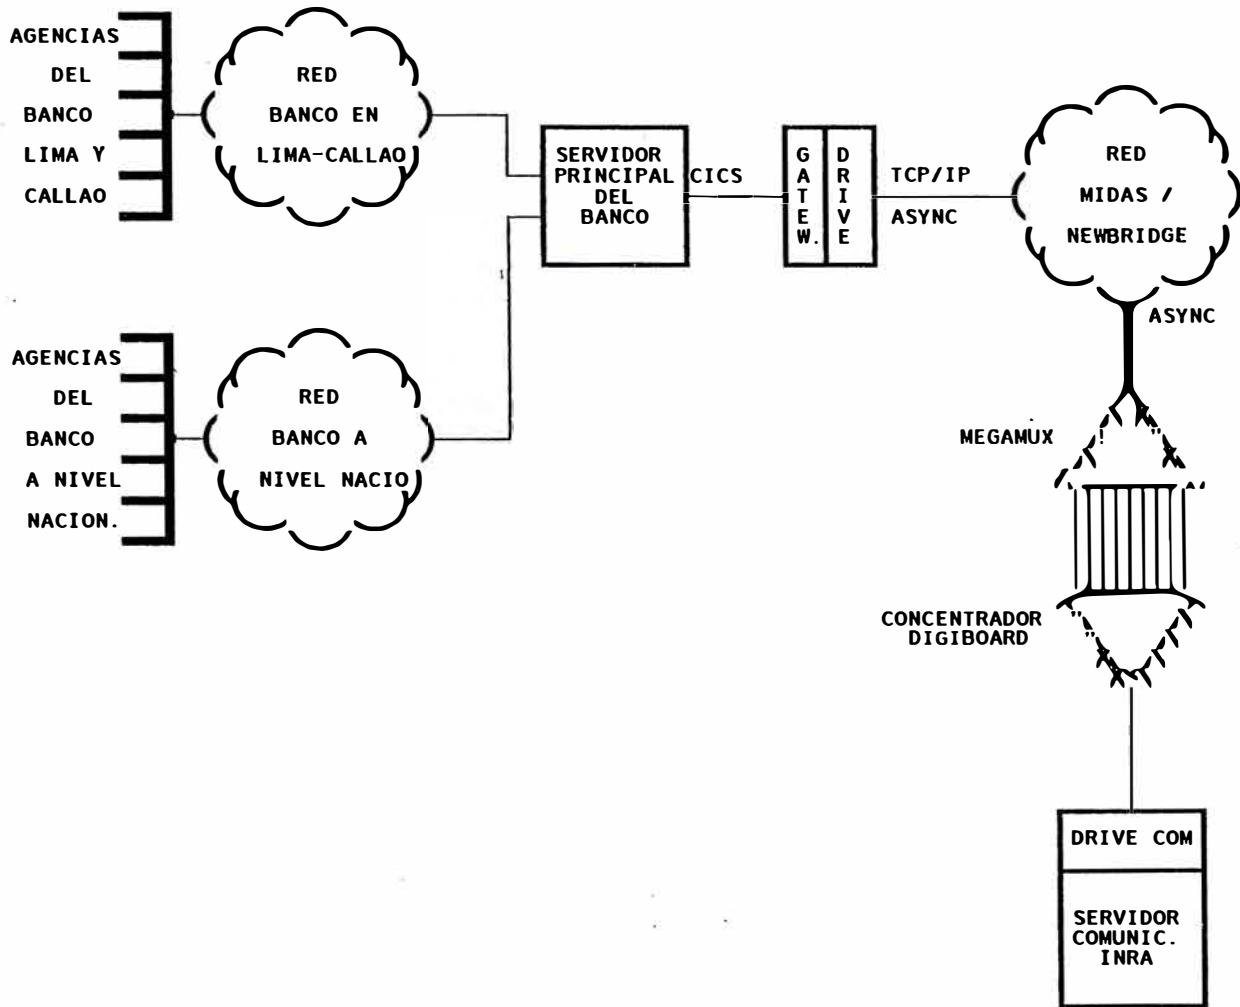 AGENCIAS
DEL
BANCO
LIMA Y
CALLAO
RED
BANCO EN
LIMA-CALLAO
SERVIDOR
PRINCIPAL
DEL
BANCO
CICS
GATEW.
DRIVE
TCP/IP
ASYNC
RED
MIDAS /
NEWBRIDGE
ASYNC
AGENCIAS
DEL
BANCO
A NIVEL
NACION.
RED
BANCO A
NIVEL NACIO
MEGAMUX
CONCENTRADOR
DIGIBOARD
DRIVE COM
SERVIDOR
COMUNIC.
INRA